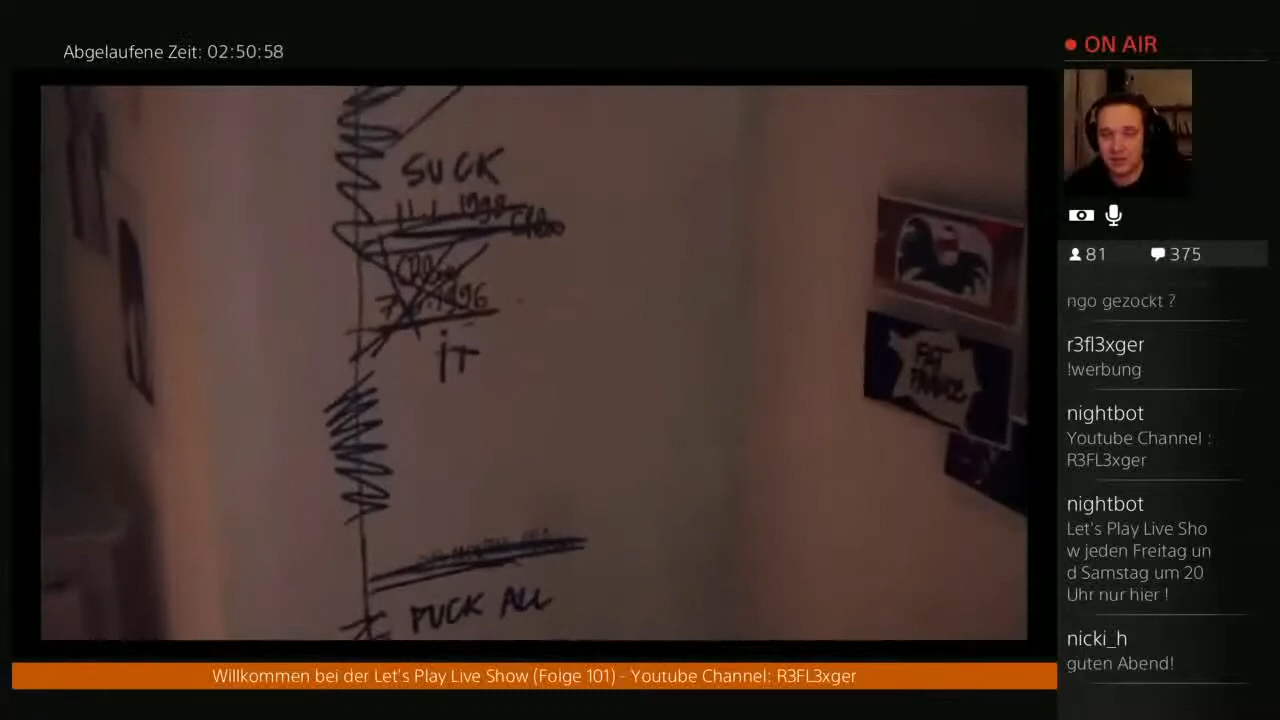 Abgelaufene Zeit: 02:50:58
ON AIR
SUCK
1996
iT
FAT
PUCK ALL
81 375
ngo gezockt ?
r3fl3xger
!werbung
nightbot
Youtube Channel :
R3FL3xger
nightbot
Let's Play Live Sho
w jeden Freitag un
d Samstag um 20
Uhr nur hier !
nicki_h
guten Abend!
Willkommen bei der Let's Play Live Show (Folge 101) - Youtube Channel: R3FL3xger